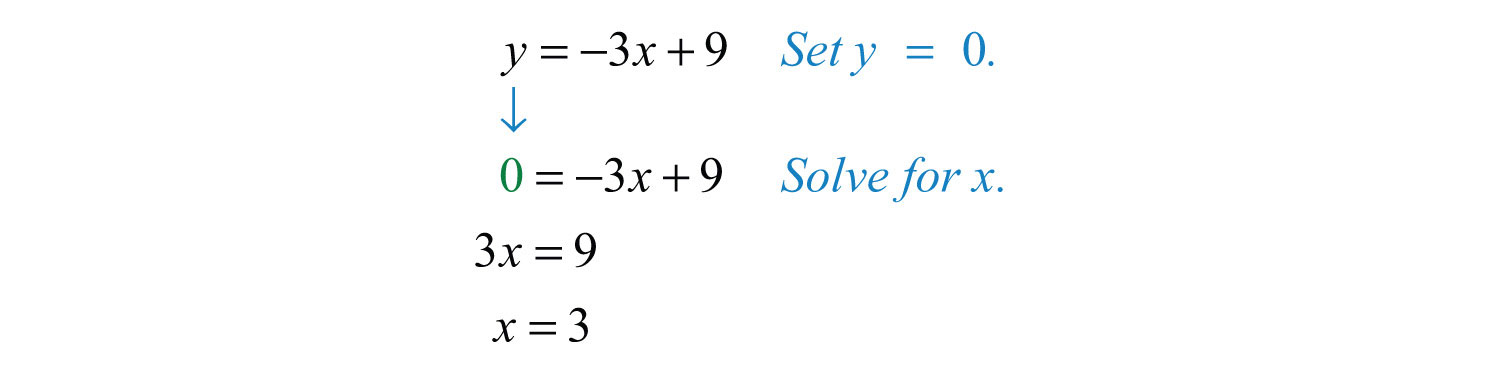 y = −3x + 9 Set y = 0.
↓
0 = −3x + 9 Solve for x.
3x = 9
x = 3